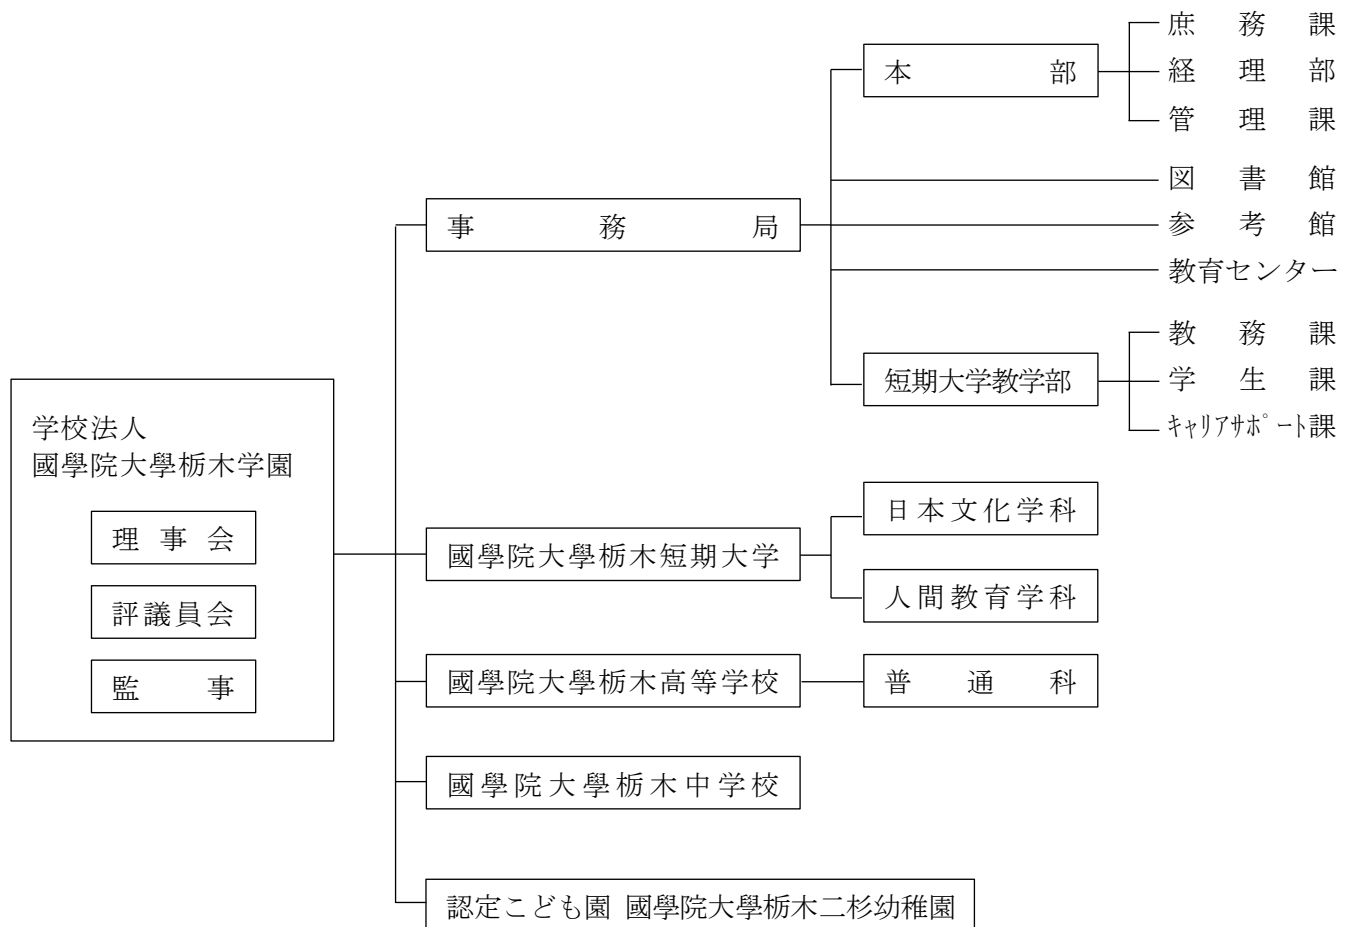 学校法人
國學院大學栃木学園
理事会
評議員会
監事
事務局
本部
庶務課
経理部
管理課
図書館
参考館
教育センター
短期大学教学部
教務課
学生課
ｷｬﾘｱｻﾎﾟｰﾄ課
國學院大學栃木短期大学
日本文化学科
人間教育学科
國學院大學栃木高等学校
普通科
國學院大學栃木中学校
認定こども園 國學院大學栃木二杉幼稚園